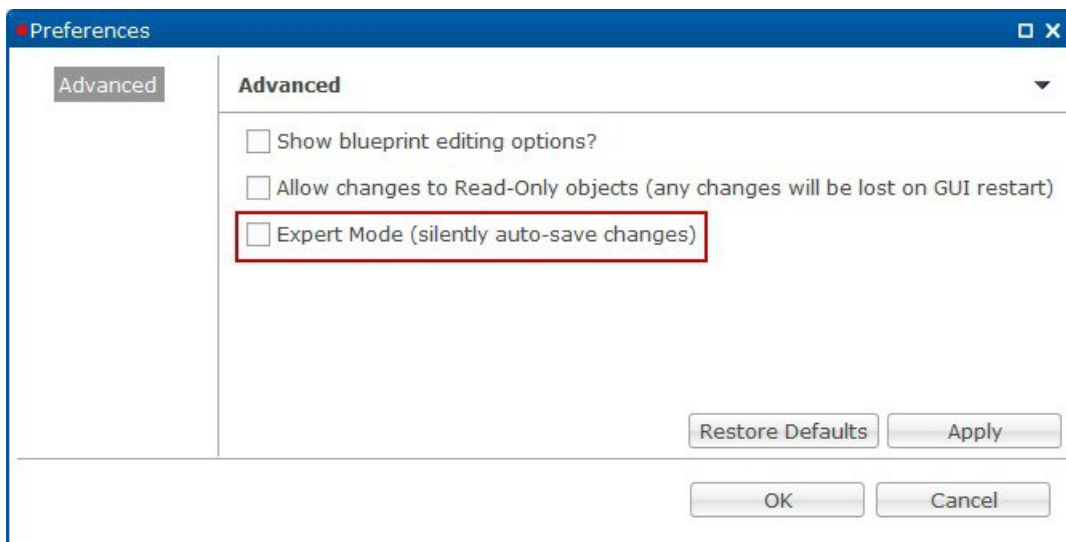 Preferences
Advanced
Advanced
Show blueprint editing options?
Allow changes to Read-Only objects (any changes will be lost on GUI restart)
Expert Mode (silently auto-save changes)
Restore Defaults
Apply
OK
Cancel